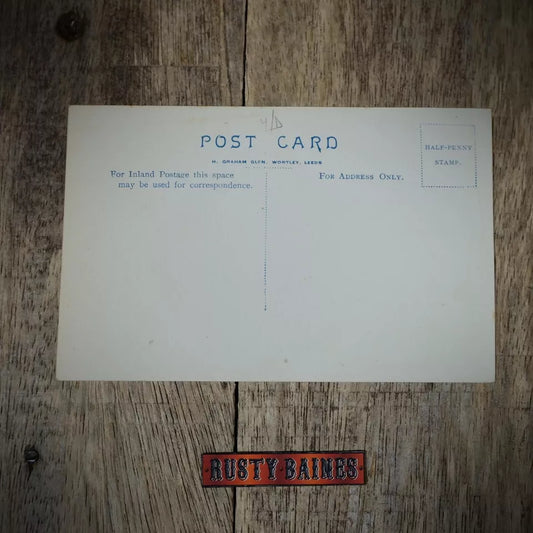 4/D
POST CARD
H. GRAHAM GLEN, WORTLEY, LEEDS
For Inland Postage this space
may be used for correspondence.
For Address Only.
HALF-PENNY
STAMP.
RUSTY·BAINES